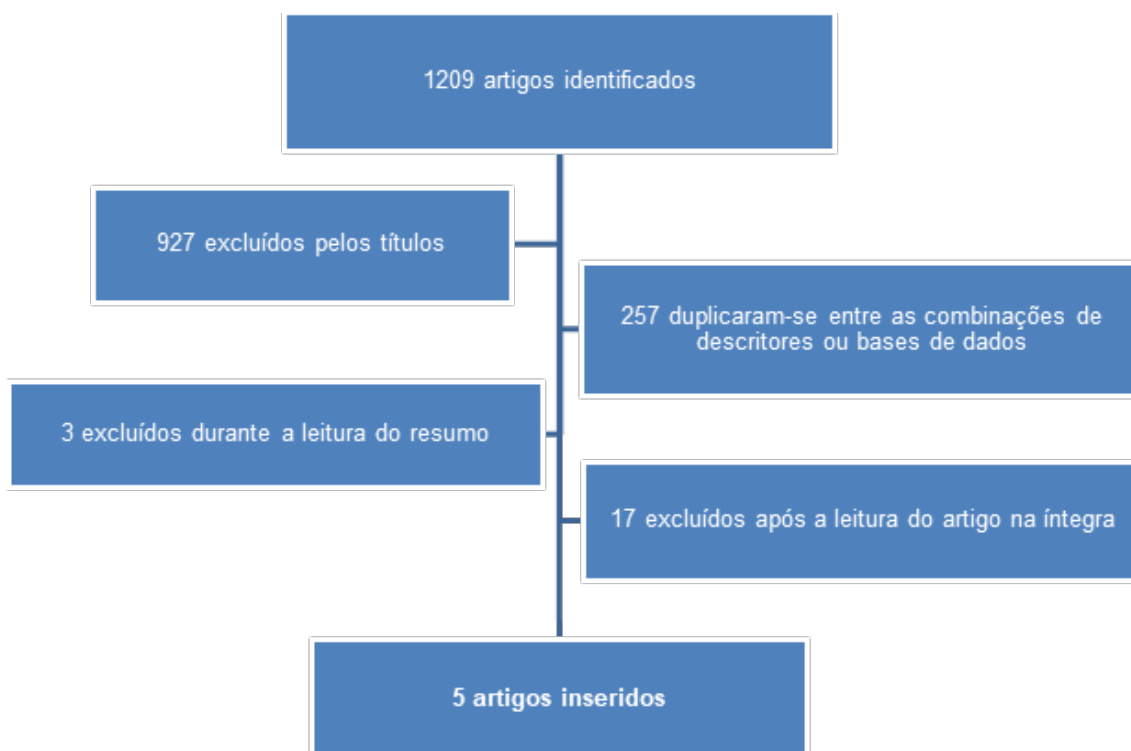 1209 artigos identificados
927 excluídos pelos títulos
257 duplicaram-se entre as combinações de
descritores ou bases de dados
3 excluídos durante a leitura do resumo
17 excluídos após a leitura do artigo na íntegra
5 artigos inseridos